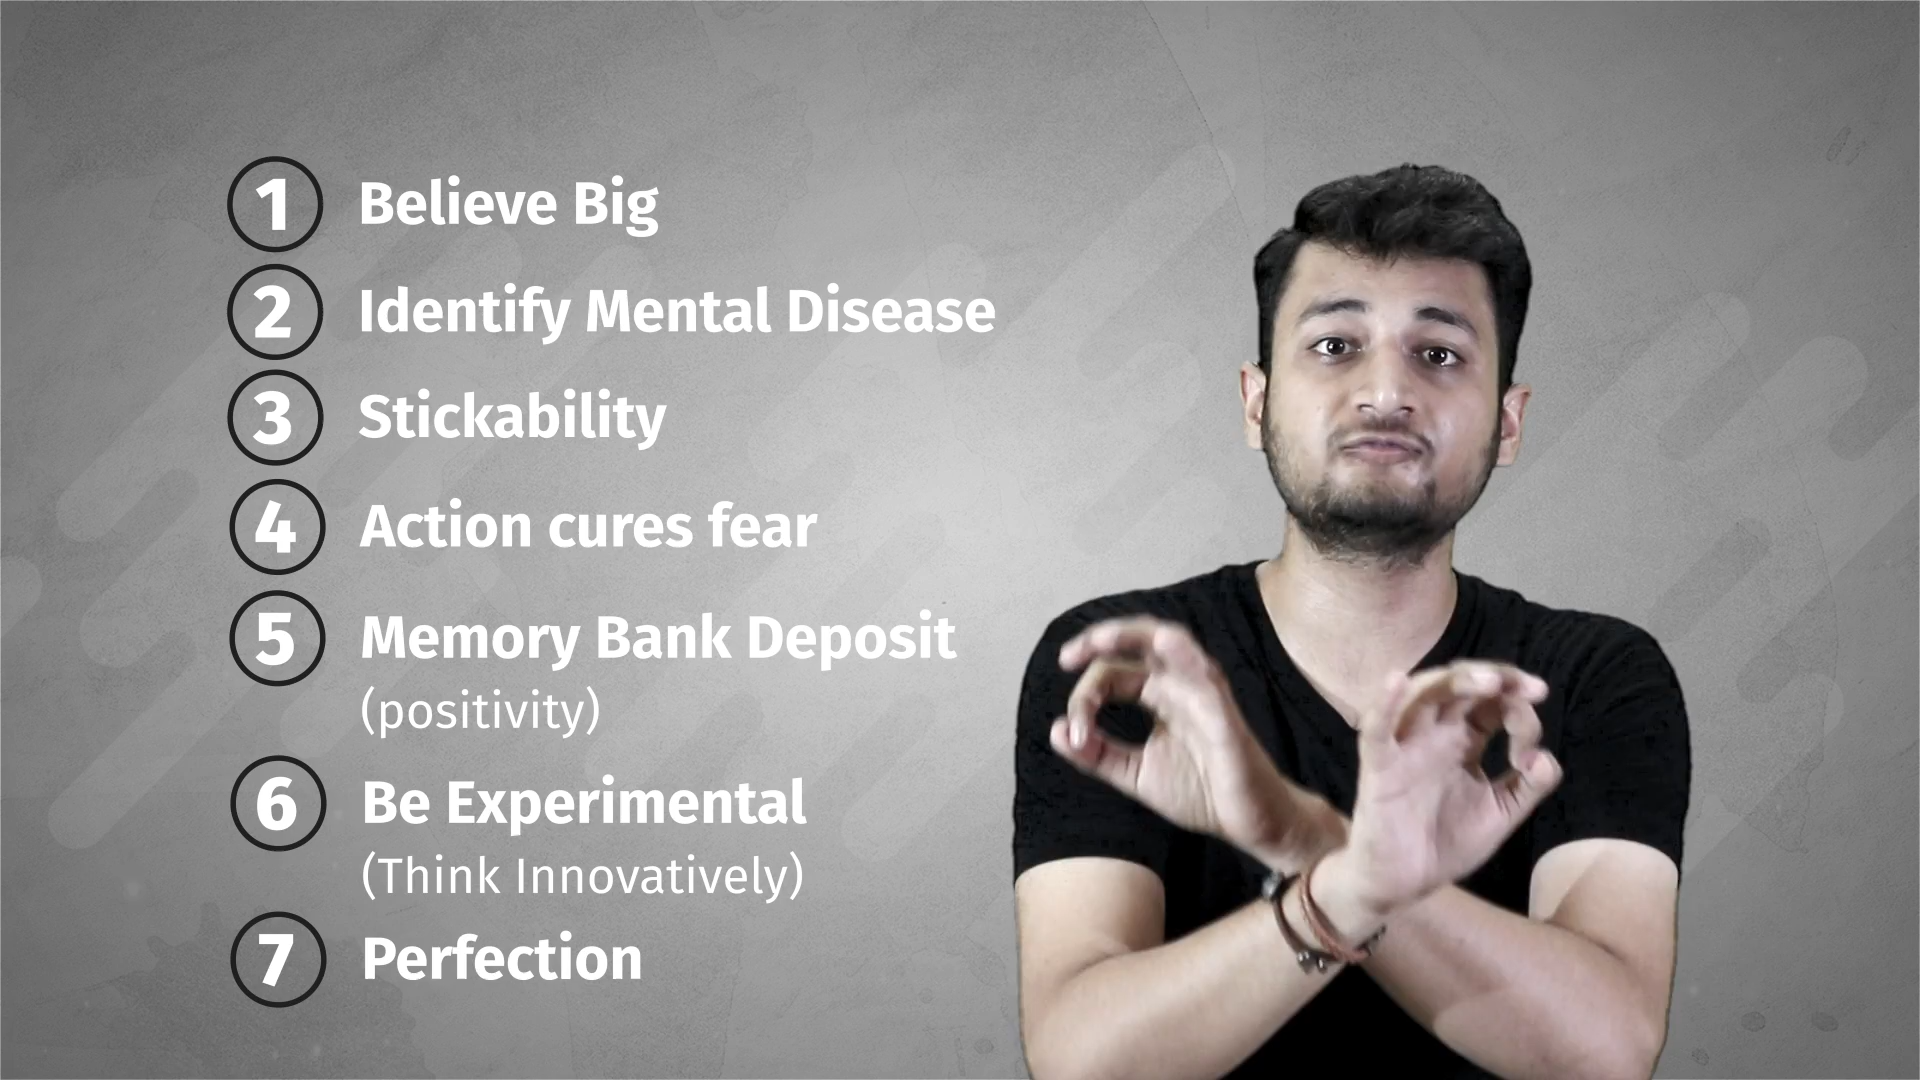 1 Believe Big
2 Identify Mental Disease
3 Stickability
4 Action cures fear
5 Memory Bank Deposit
(positivity)
6 Be Experimental
(Think Innovatively)
7 Perfection